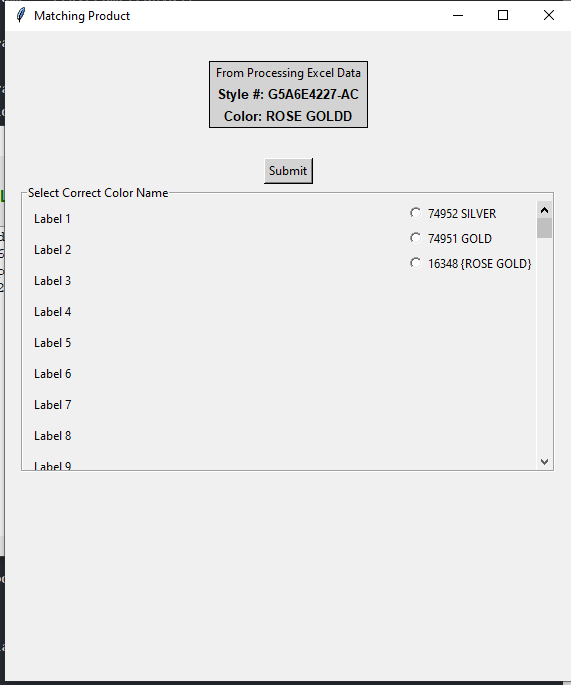 Matching Product
From Processing Excel Data
Style #: G5A6E4227-AC
Color: ROSE GOLDD
Submit
Select Correct Color Name
Label 1
74952 SILVER
Label 2
74951 GOLD
Label 3
16348 {ROSE GOLD}
Label 4
Label 5
Label 6
Label 7
Label 8
Label 9